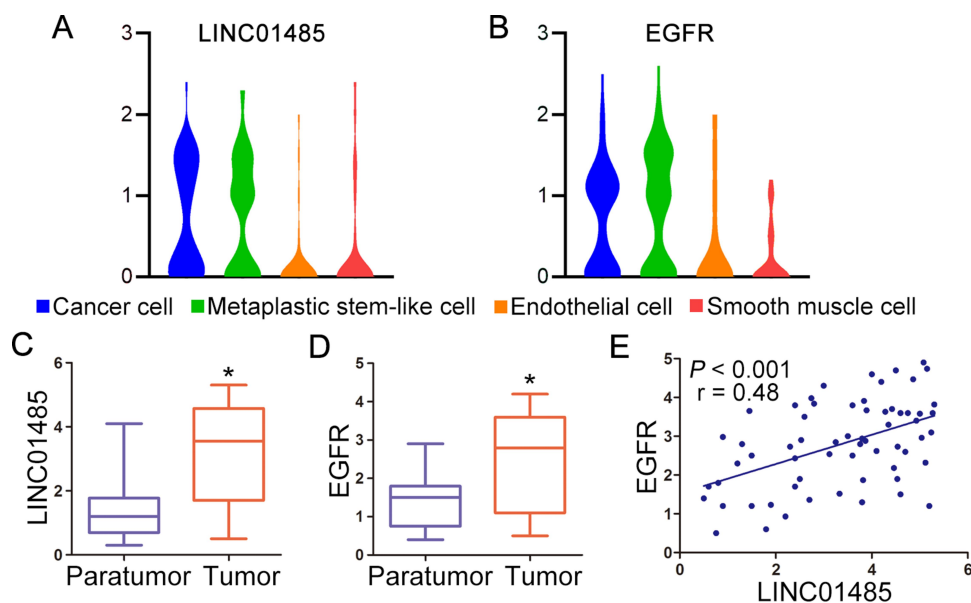 A
LINC01485
3
2
1
0
B
EGFR
3
2
1
0
Cancer cell
Metaplastic stem-like cell
Endothelial cell
Smooth muscle cell
C
LINC01485
6
4
2
0
*
Paratumor
Tumor
D
EGFR
5
4
3
2
1
0
*
Paratumor
Tumor
E
EGFR
5
4
3
2
1
0
P < 0.001
r = 0.48
0
2
4
6
LINC01485